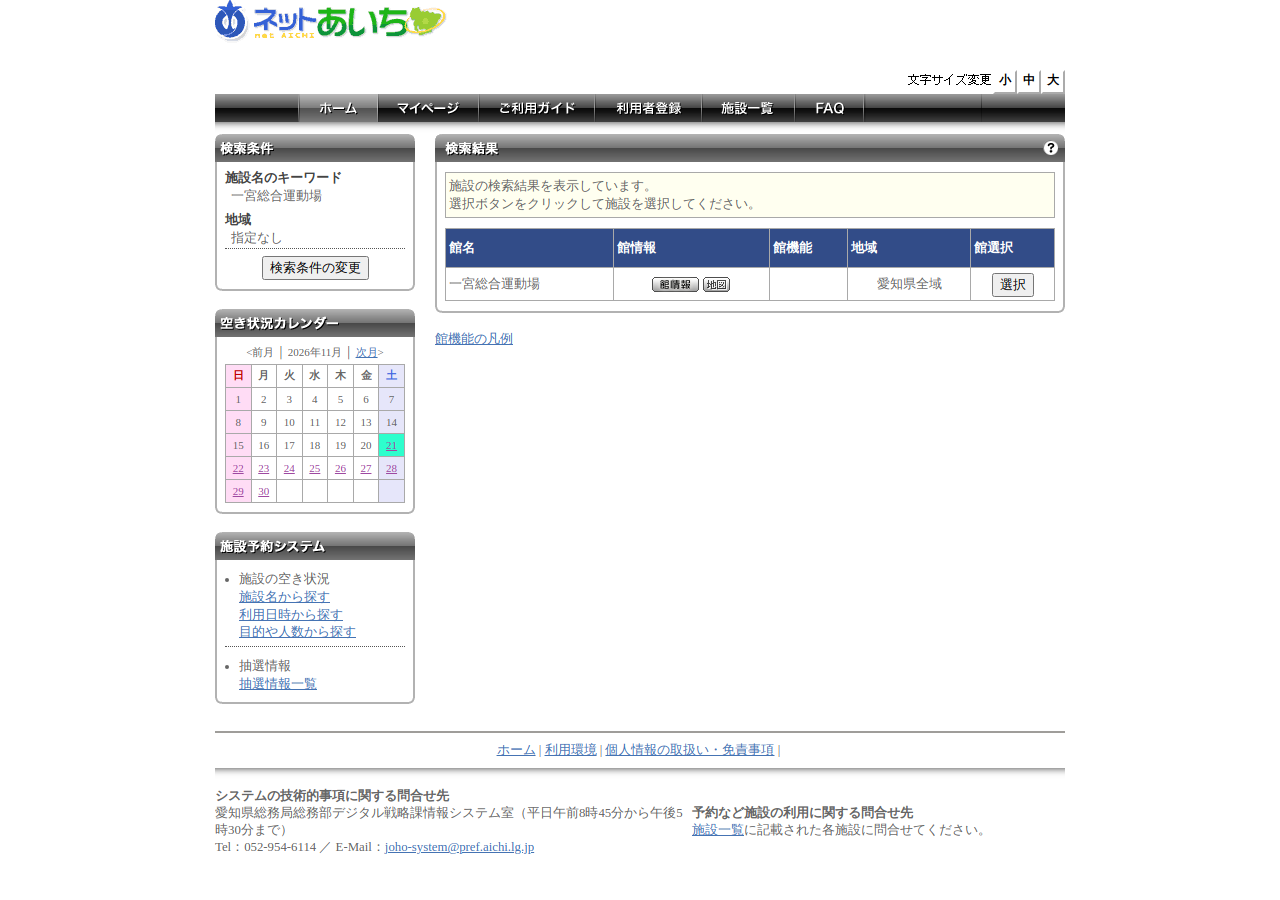 ネットあいち
Net AICHI
文字サイズ変更 小 中 大
ホーム マイページ ご利用ガイド 利用者登録 施設一覧 FAQ
検索条件
施設名のキーワード
一宮総合運動場
地域
指定なし
検索条件の変更
空き状況カレンダー
<前月 │ 2026年11月 │ 次月>
日 月 火 水 木 金 土
1 2 3 4 5 6 7
8 9 10 11 12 13 14
15 16 17 18 19 20 21
22 23 24 25 26 27 28
29 30
施設予約システム
施設の空き状況
施設名から探す
利用日時から探す
目的や人数から探す
抽選情報
抽選情報一覧
検索結果 ?
施設の検索結果を表示しています。
選択ボタンをクリックして施設を選択してください。
館名 館情報 館機能 地域 館選択
一宮総合運動場 館情報 地図 愛知県全域 選択
館機能の凡例
ホーム | 利用環境 | 個人情報の取扱い・免責事項 |
システムの技術的事項に関する問合せ先
愛知県総務局総務部デジタル戦略課情報システム室（平日午前8時45分から午後5
時30分まで）
Tel：052-954-6114 ／ E-Mail：joho-system@pref.aichi.lg.jp
予約など施設の利用に関する問合せ先
施設一覧に記載された各施設に問合せてください。